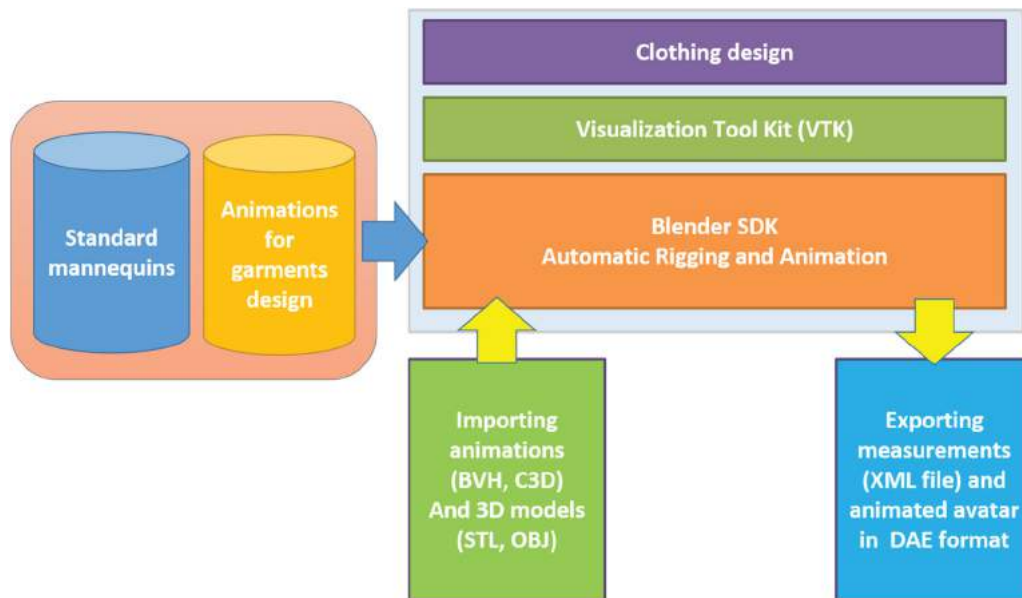 Clothing design
Visualization Tool Kit (VTK)
Blender SDK
Automatic Rigging and Animation
Standard
mannequins
Animations
for
garments
design
Importing
animations
(BVH, C3D)
And 3D models
(STL, OBJ)
Exporting
measurements
(XML file) and
animated avatar
in DAE format